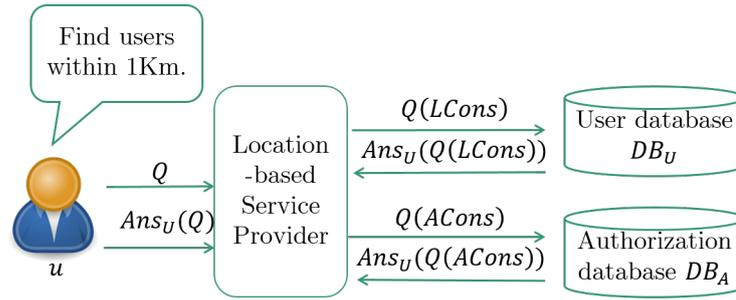 Find users
within 1Km.
Q
Ans_U(Q)
u
Location
-based
Service
Provider
Q(LCons)
Ans_U(Q(LCons))
Q(ACons)
Ans_U(Q(ACons))
User database
DB_U
Authorization
database DB_A